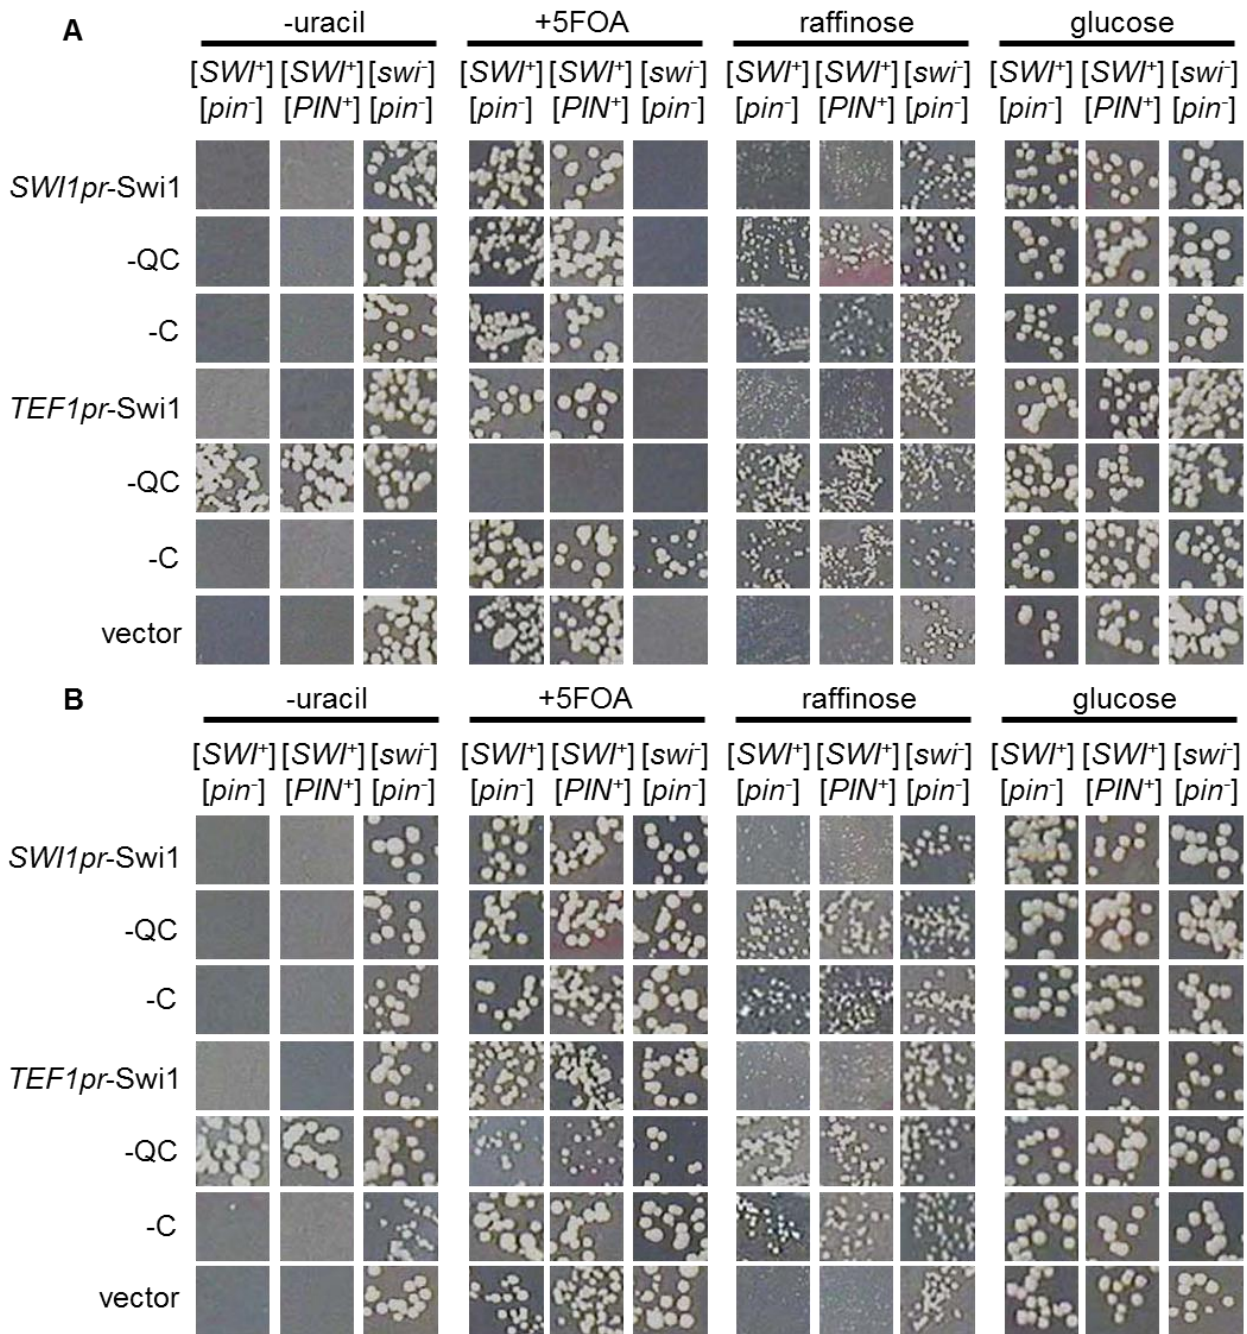 A -uracil +5FOA raffinose glucose
[SWI⁺] [SWI⁺] [swi⁻] [SWI⁺] [SWI⁺] [swi⁻] [SWI⁺] [SWI⁺] [swi⁻] [SWI⁺] [SWI⁺] [swi⁻]
[pin⁻] [PIN⁺] [pin⁻] [pin⁻] [PIN⁺] [pin⁻] [pin⁻] [PIN⁺] [pin⁻] [pin⁻] [PIN⁺] [pin⁻]
SWI1pr-Swi1
-QC
-C
TEF1pr-Swi1
-QC
-C
vector
B -uracil +5FOA raffinose glucose
[SWI⁺] [SWI⁺] [swi⁻] [SWI⁺] [SWI⁺] [swi⁻] [SWI⁺] [SWI⁺] [swi⁻] [SWI⁺] [SWI⁺] [swi⁻]
[pin⁻] [PIN⁺] [pin⁻] [pin⁻] [PIN⁺] [pin⁻] [pin⁻] [PIN⁺] [pin⁻] [pin⁻] [PIN⁺] [pin⁻]
SWI1pr-Swi1
-QC
-C
TEF1pr-Swi1
-QC
-C
vector